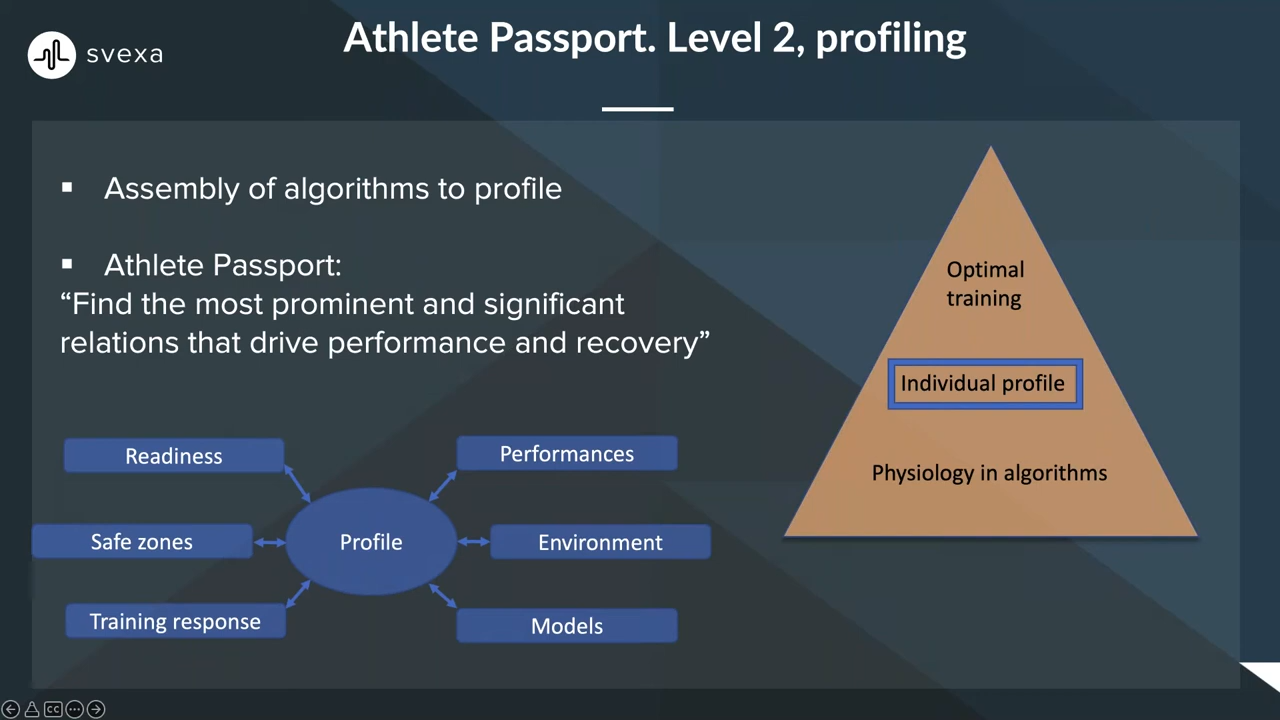 svexa
Athlete Passport. Level 2, profiling
▪ Assembly of algorithms to profile
▪ Athlete Passport:
“Find the most prominent and significant
relations that drive performance and recovery”
Readiness
Safe zones
Training response
Profile
Performances
Environment
Models
Optimal
training
Individual profile
Physiology in algorithms
CC